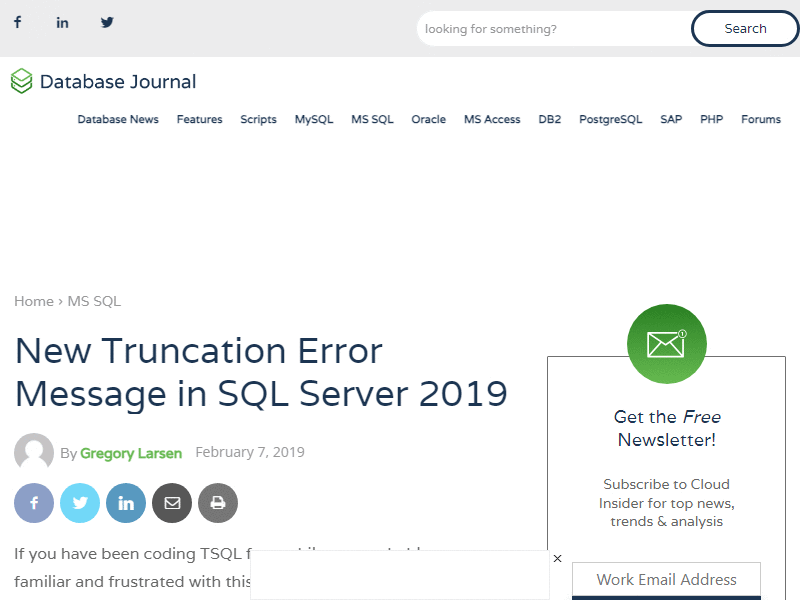 looking for something?
Search
Database Journal
Database News Features Scripts MySQL MS SQL Oracle MS Access DB2 PostgreSQL SAP PHP Forums
Home › MS SQL
New Truncation Error
Message in SQL Server 2019
By Gregory Larsen February 7, 2019
If you have been coding TSQL
familiar and frustrated with this
Get the Free
Newsletter!
Subscribe to Cloud
Insider for top news,
trends & analysis
Work Email Address